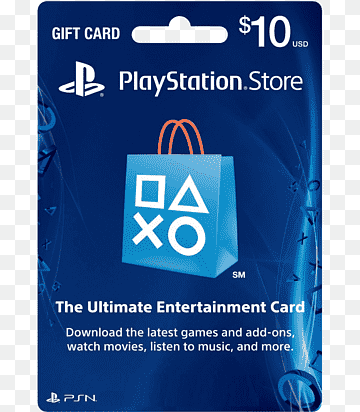 GIFT CARD
$10 USD
PlayStation.Store
SM
The Ultimate Entertainment Card
Download the latest games and add-ons,
watch movies, listen to music, and more.
PSN